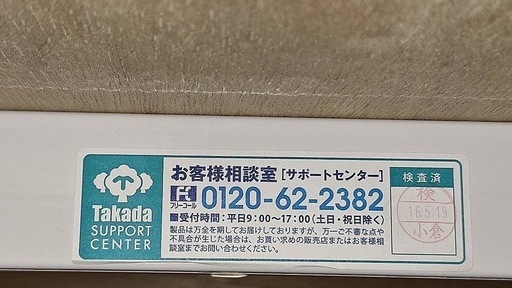 Takada
SUPPORT
CENTER
お客様相談室[サポートセンター]
フリーコール 0120-62-2382
■受付時間:平日9:00〜17:00(土日・祝日除く)
製品は万全を期してお届けしておりますが、万一ご不審な点や
不具合が生じた場合は、お買い求めの販売店またはお客様相
談室までお問い合わせください。
検査済
検
16.5.19
小倉